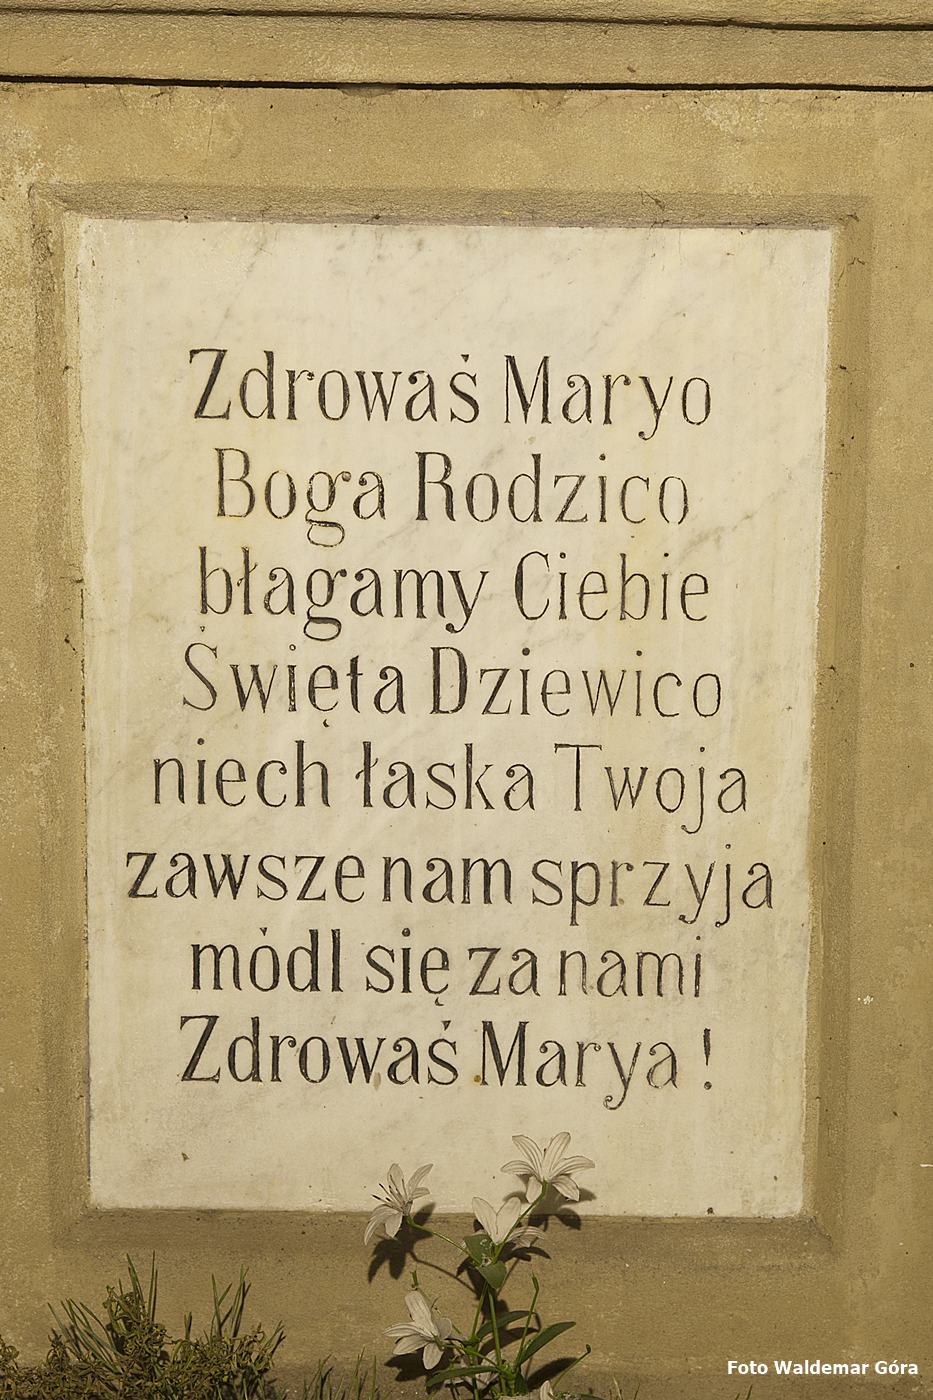 Zdrowaś Maryo
Boga Rodzico
błagamy Ciebie
Święta Dziewico
niech łaska Twoja
zawsze nam sprzyja
módl się za nami
Zdrowaś Marya !
Foto Waldemar Góra